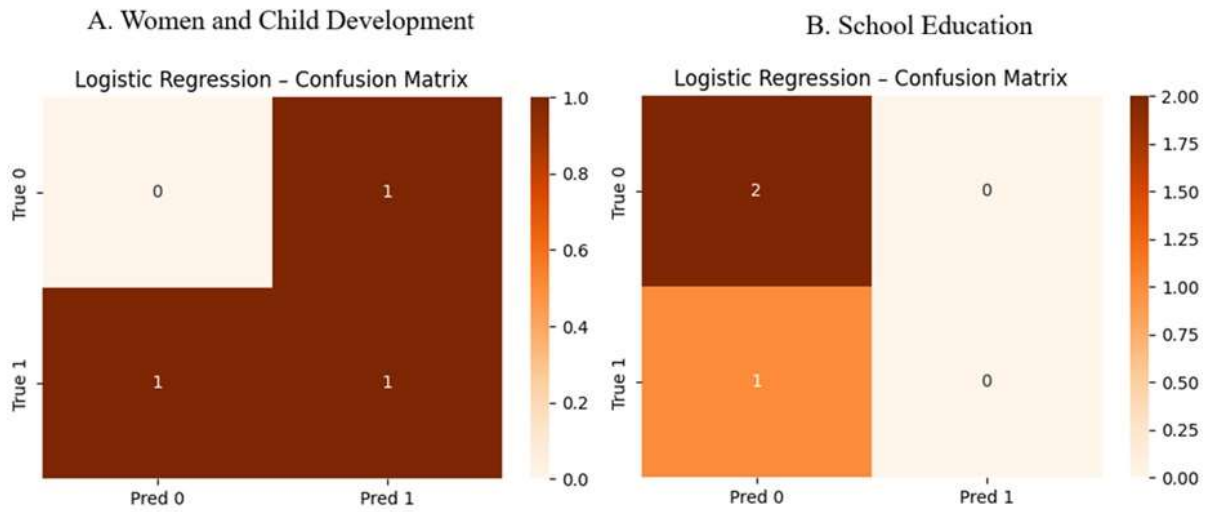 A. Women and Child Development
Logistic Regression – Confusion Matrix
True 0
True 1
0
1
1
1
Pred 0
Pred 1
1.0
0.8
0.6
0.4
0.2
0.0
B. School Education
Logistic Regression – Confusion Matrix
True 0
True 1
2
0
1
0
Pred 0
Pred 1
2.00
1.75
1.50
1.25
1.00
0.75
0.50
0.25
0.00